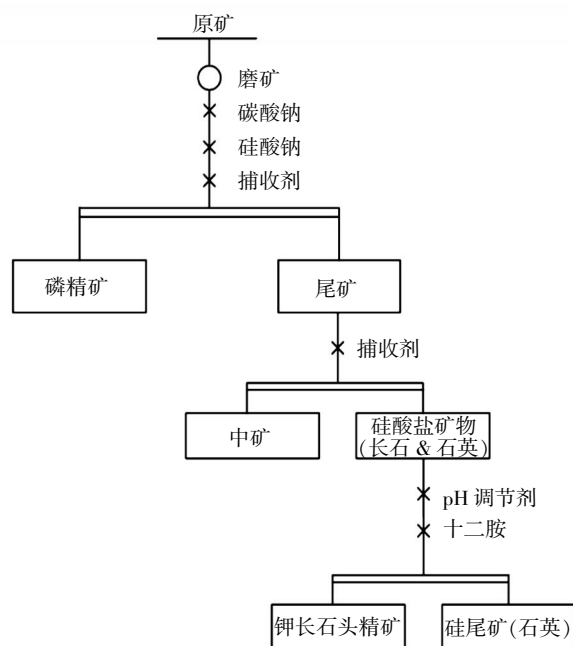 原矿
磨矿
碳酸钠
硅酸钠
捕收剂
磷精矿
尾矿
捕收剂
中矿
硅酸盐矿物
(长石 & 石英)
pH 调节剂
十二胺
钾长石头精矿
硅尾矿(石英)